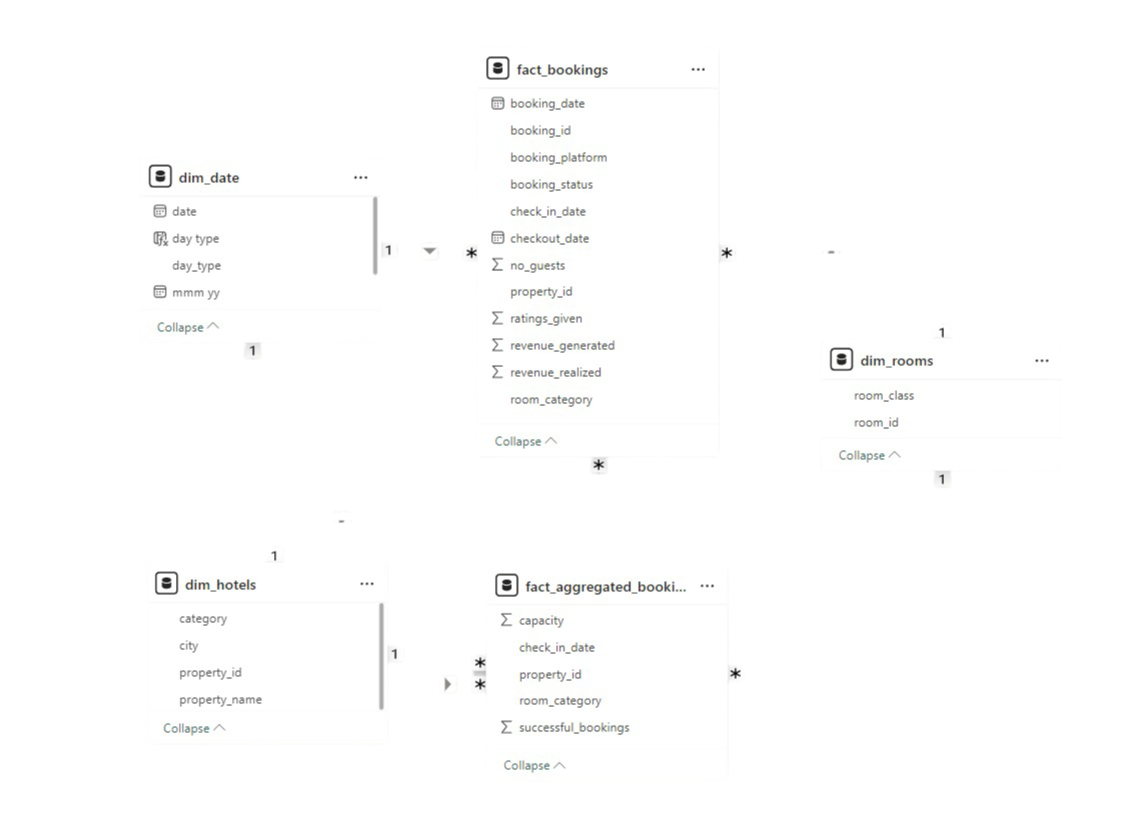 fact_bookings ...
booking_date
booking_id
booking_platform
booking_status
check_in_date
checkout_date
Σ no_guests
property_id
Σ ratings_given
Σ revenue_generated
Σ revenue_realized
room_category
Collapse
dim_date ...
date
day type
day_type
mmm yy
Collapse
1
*
*
1
1
dim_rooms ...
room_class
room_id
Collapse
1
*
1
dim_hotels ...
category
city
property_id
property_name
Collapse
1
*
*
fact_aggregated_booki... ...
Σ capacity
check_in_date
property_id
room_category
Σ successful_bookings
Collapse
*